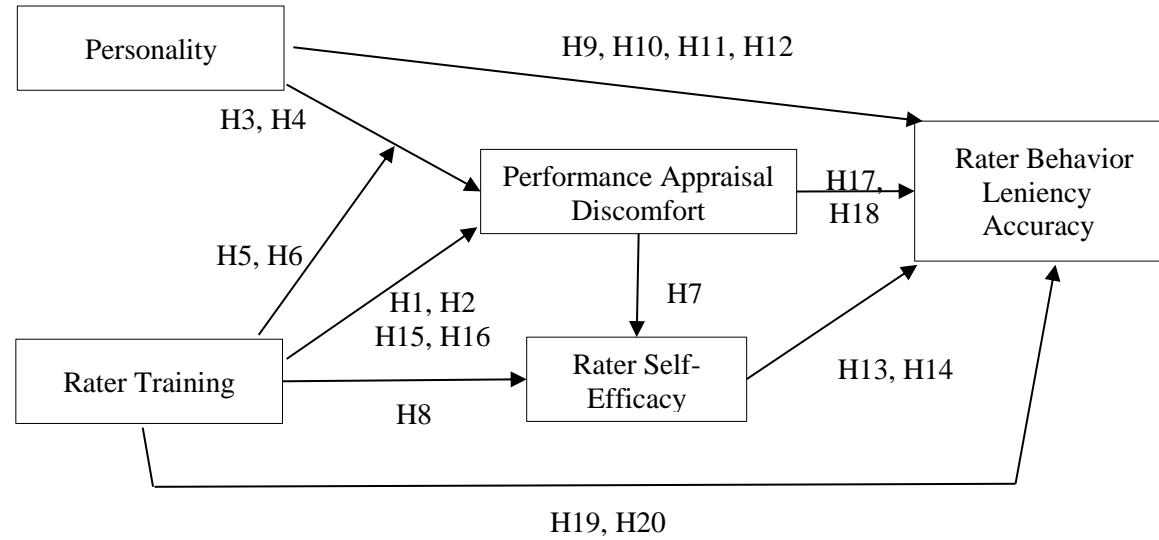 Personality
H9, H10, H11, H12
H3, H4
Performance Appraisal
Discomfort
H17,
H18
Rater Behavior
Leniency
Accuracy
H5, H6
H1, H2
H15, H16
H7
Rater Training
H8
Rater Self-
Efficacy
H13, H14
H19, H20